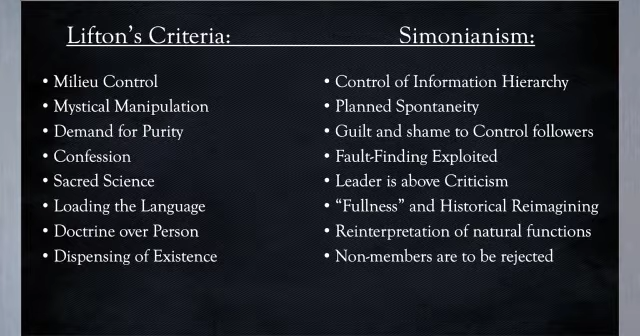 Lifton's Criteria: Simonianism:
• Milieu Control • Control of Information Hierarchy
• Mystical Manipulation • Planned Spontaneity
• Demand for Purity • Guilt and shame to Control followers
• Confession • Fault-Finding Exploited
• Sacred Science • Leader is above Criticism
• Loading the Language • “Fullness” and Historical Reimagining
• Doctrine over Person • Reinterpretation of natural functions
• Dispensing of Existence • Non-members are to be rejected